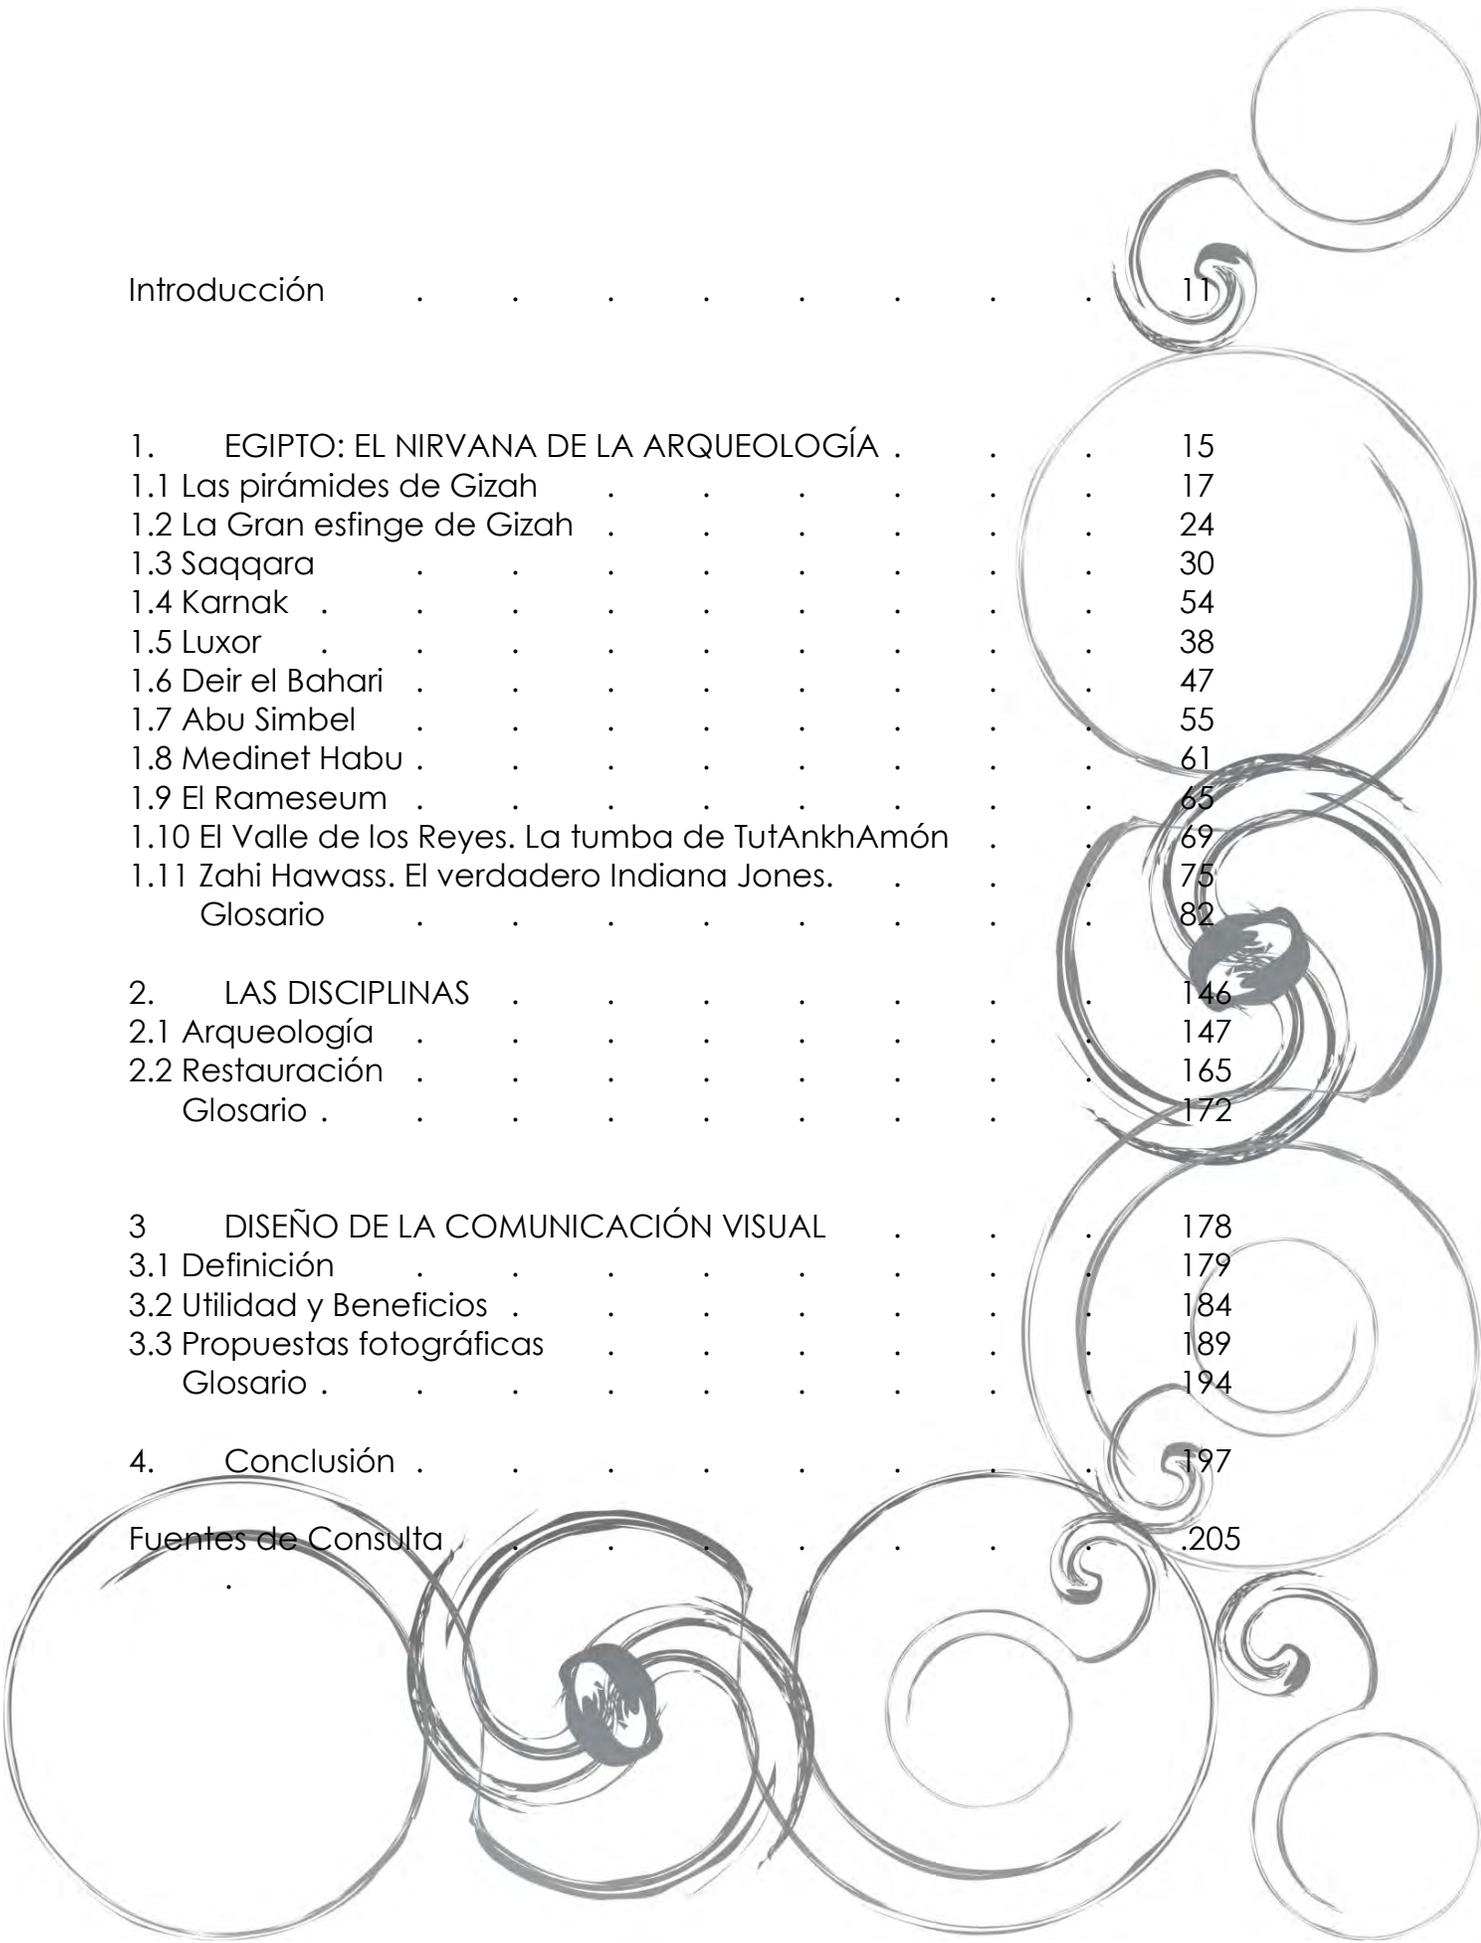 Introducción . . . . . . . . 11
1. EGIPTO: EL NIRVANA DE LA ARQUEOLOGÍA . . . 15
1.1 Las pirámides de Gizah . . . . . . 17
1.2 La Gran esfinge de Gizah . . . . . . 24
1.3 Saqqara . . . . . . . . 30
1.4 Karnak . . . . . . . . . 54
1.5 Luxor . . . . . . . . . 38
1.6 Deir el Bahari . . . . . . . . 47
1.7 Abu Simbel . . . . . . . . 55
1.8 Medinet Habu . . . . . . . . 61
1.9 El Rameseum . . . . . . . . 65
1.10 El Valle de los Reyes. La tumba de TutAnkhAmón . . 69
1.11 Zahi Hawass. El verdadero Indiana Jones. . . . 75
Glosario . . . . . . . . 82
2. LAS DISCIPLINAS . . . . . . . 146
2.1 Arqueología . . . . . . . . 147
2.2 Restauración . . . . . . . . 165
Glosario . . . . . . . . 172
3 DISEÑO DE LA COMUNICACIÓN VISUAL . . . 178
3.1 Definición . . . . . . . . 179
3.2 Utilidad y Beneficios . . . . . . . 184
3.3 Propuestas fotográficas . . . . . . 189
Glosario . . . . . . . . . 194
4. Conclusión . . . . . . . . 197
Fuentes de Consulta . . . . . . . . .205
.